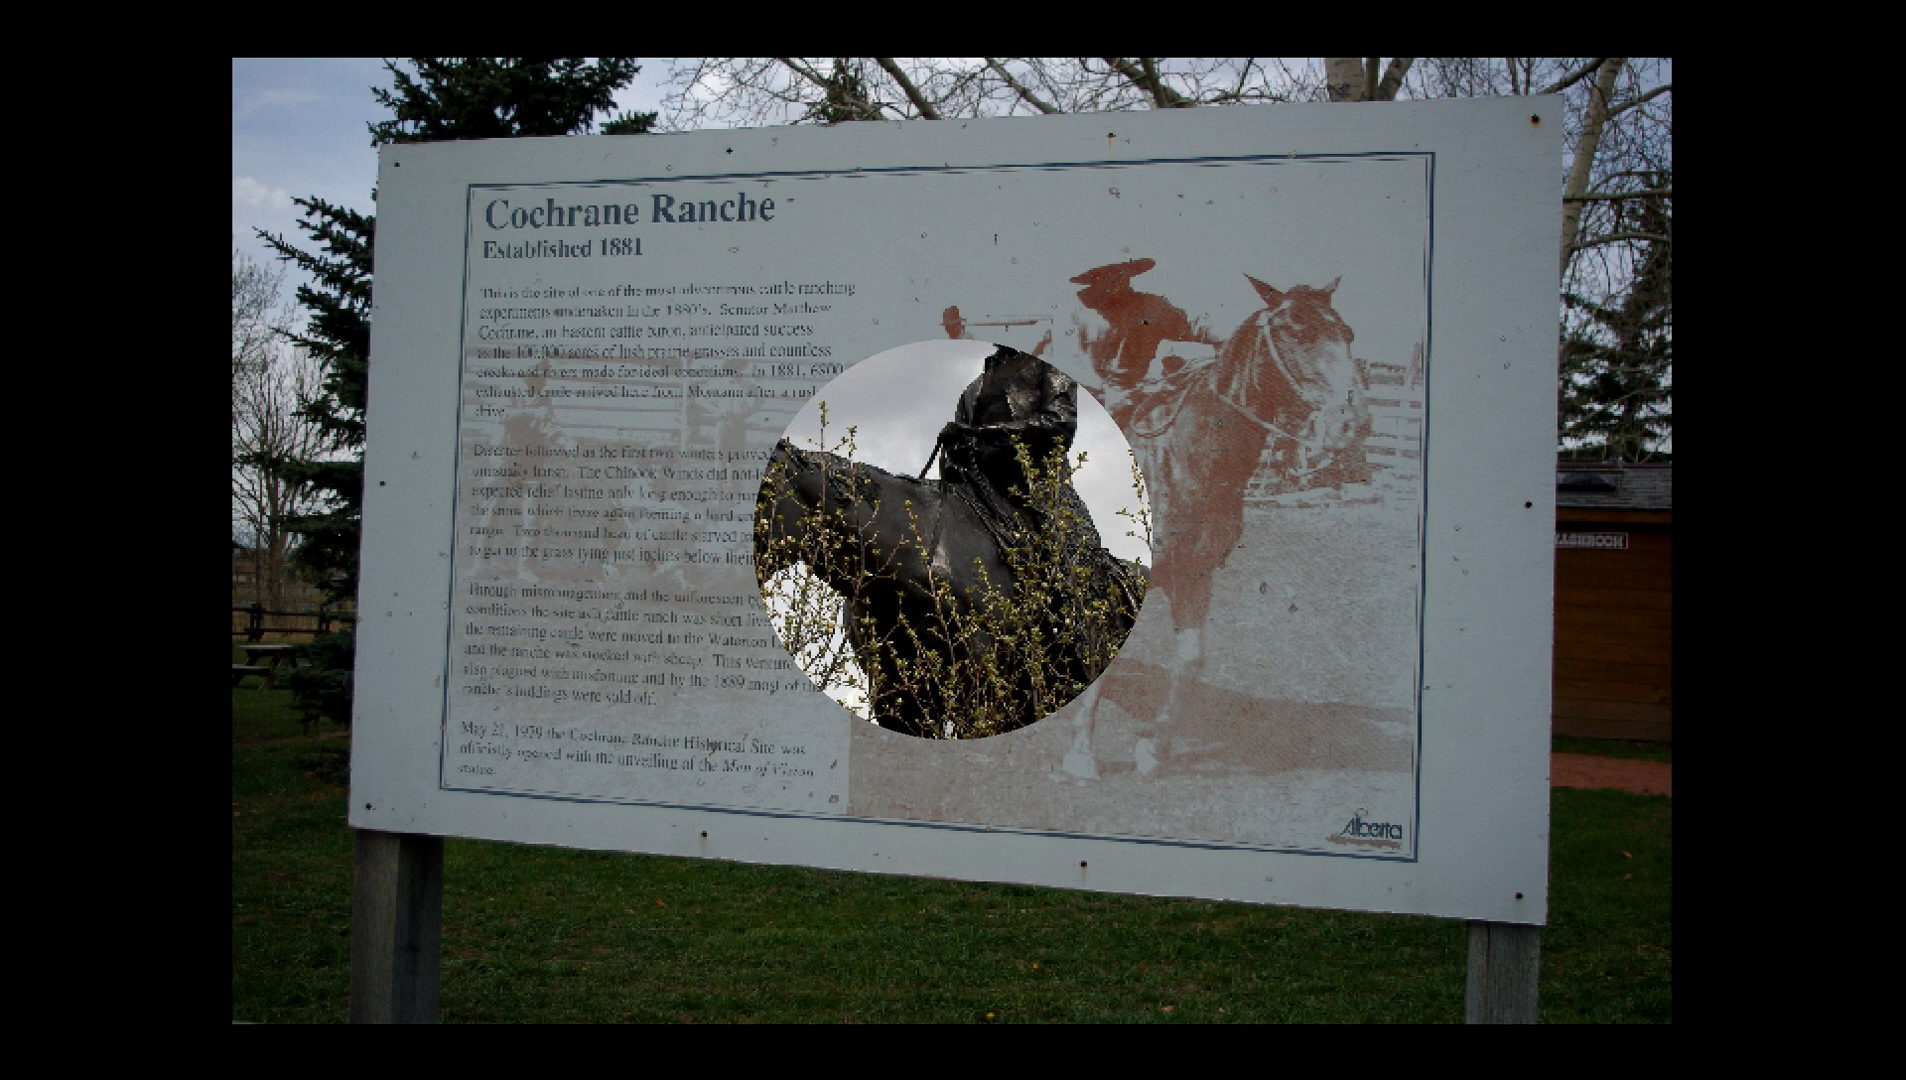 Cochrane Ranche
Established 1881
This is the site of one of the most adventurous cattle ranching
experiments undertaken in the 1880's. Senator Matthew
Cochrane, an Eastern cattle baron, anticipated success
as the 100,000 acres of lush prairie grasses and countless
creeks and rivers made for ideal conditions. In 1881, 6800
exhausted cattle arrived here from Montana after a
drive.
Disaster followed as the first two winters
unusually harsh. The Chinook Winds did not
expected relief lasting only long enough to
the snow which froze again forming a hard
range. Two thousand head of cattle starved
to get to the grass lying just inches below their
Through mismanagement and the unforeseen
conditions the site as a cattle ranch was short
the remaining cattle were moved to the Waterton
and the ranche was stocked with sheep. This venture
also plagued with misfortune and by the 1889 most of the
ranche's holdings were sold off.
May 21, 1979 the Cochrane Ranche Historical Site was
officially opened with the unveiling of the Men of Vision
statue.
Alberta
WASHROOM